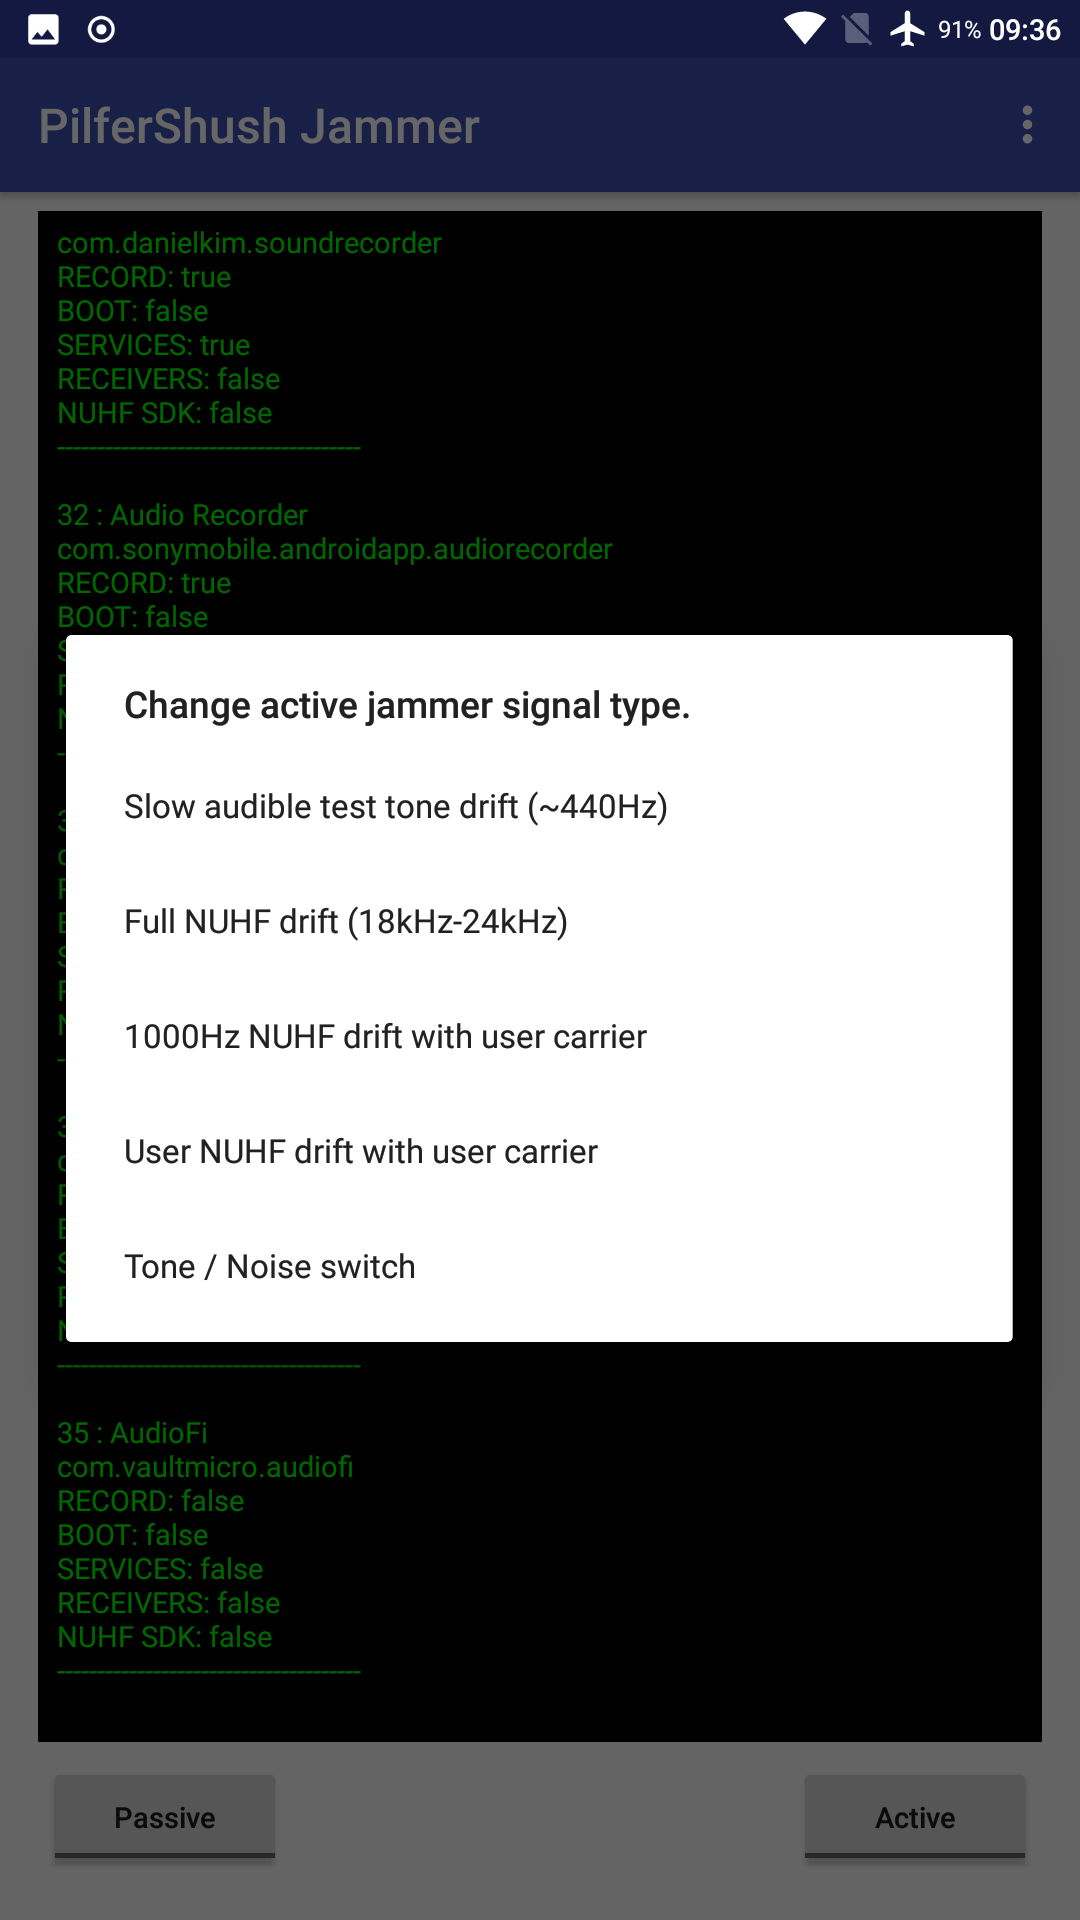 91% 09:36
PilferShush Jammer
com.danielkim.soundrecorder
RECORD: true
BOOT: false
SERVICES: true
RECEIVERS: false
NUHF SDK: false
--------------------------------------
32 : Audio Recorder
com.sonymobile.androidapp.audiorecorder
RECORD: true
BOOT: false
Change active jammer signal type.
Slow audible test tone drift (~440Hz)
Full NUHF drift (18kHz-24kHz)
1000Hz NUHF drift with user carrier
User NUHF drift with user carrier
Tone / Noise switch
--------------------------------------
35 : AudioFi
com.vaultmicro.audiofi
RECORD: false
BOOT: false
SERVICES: false
RECEIVERS: false
NUHF SDK: false
--------------------------------------
Passive
Active